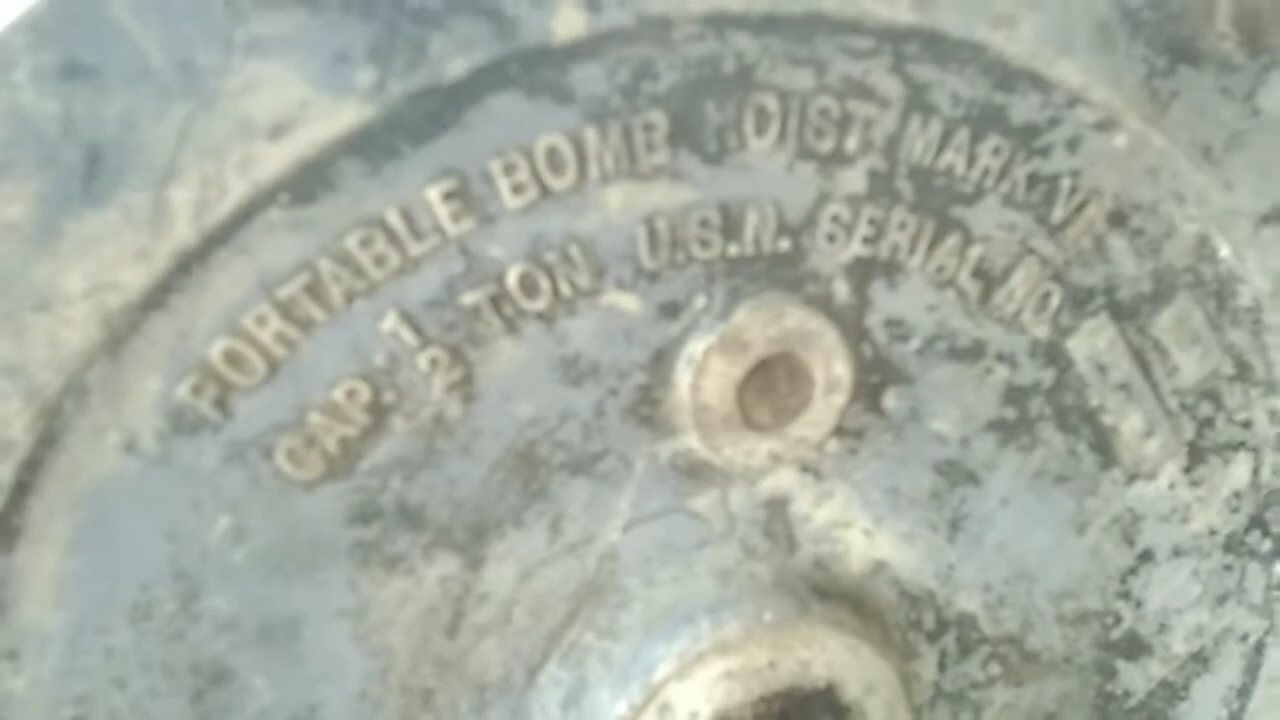 PORTABLE BOMB HOIST MARK
CAP. 1/2 TON U.S.N. SERIAL NO.